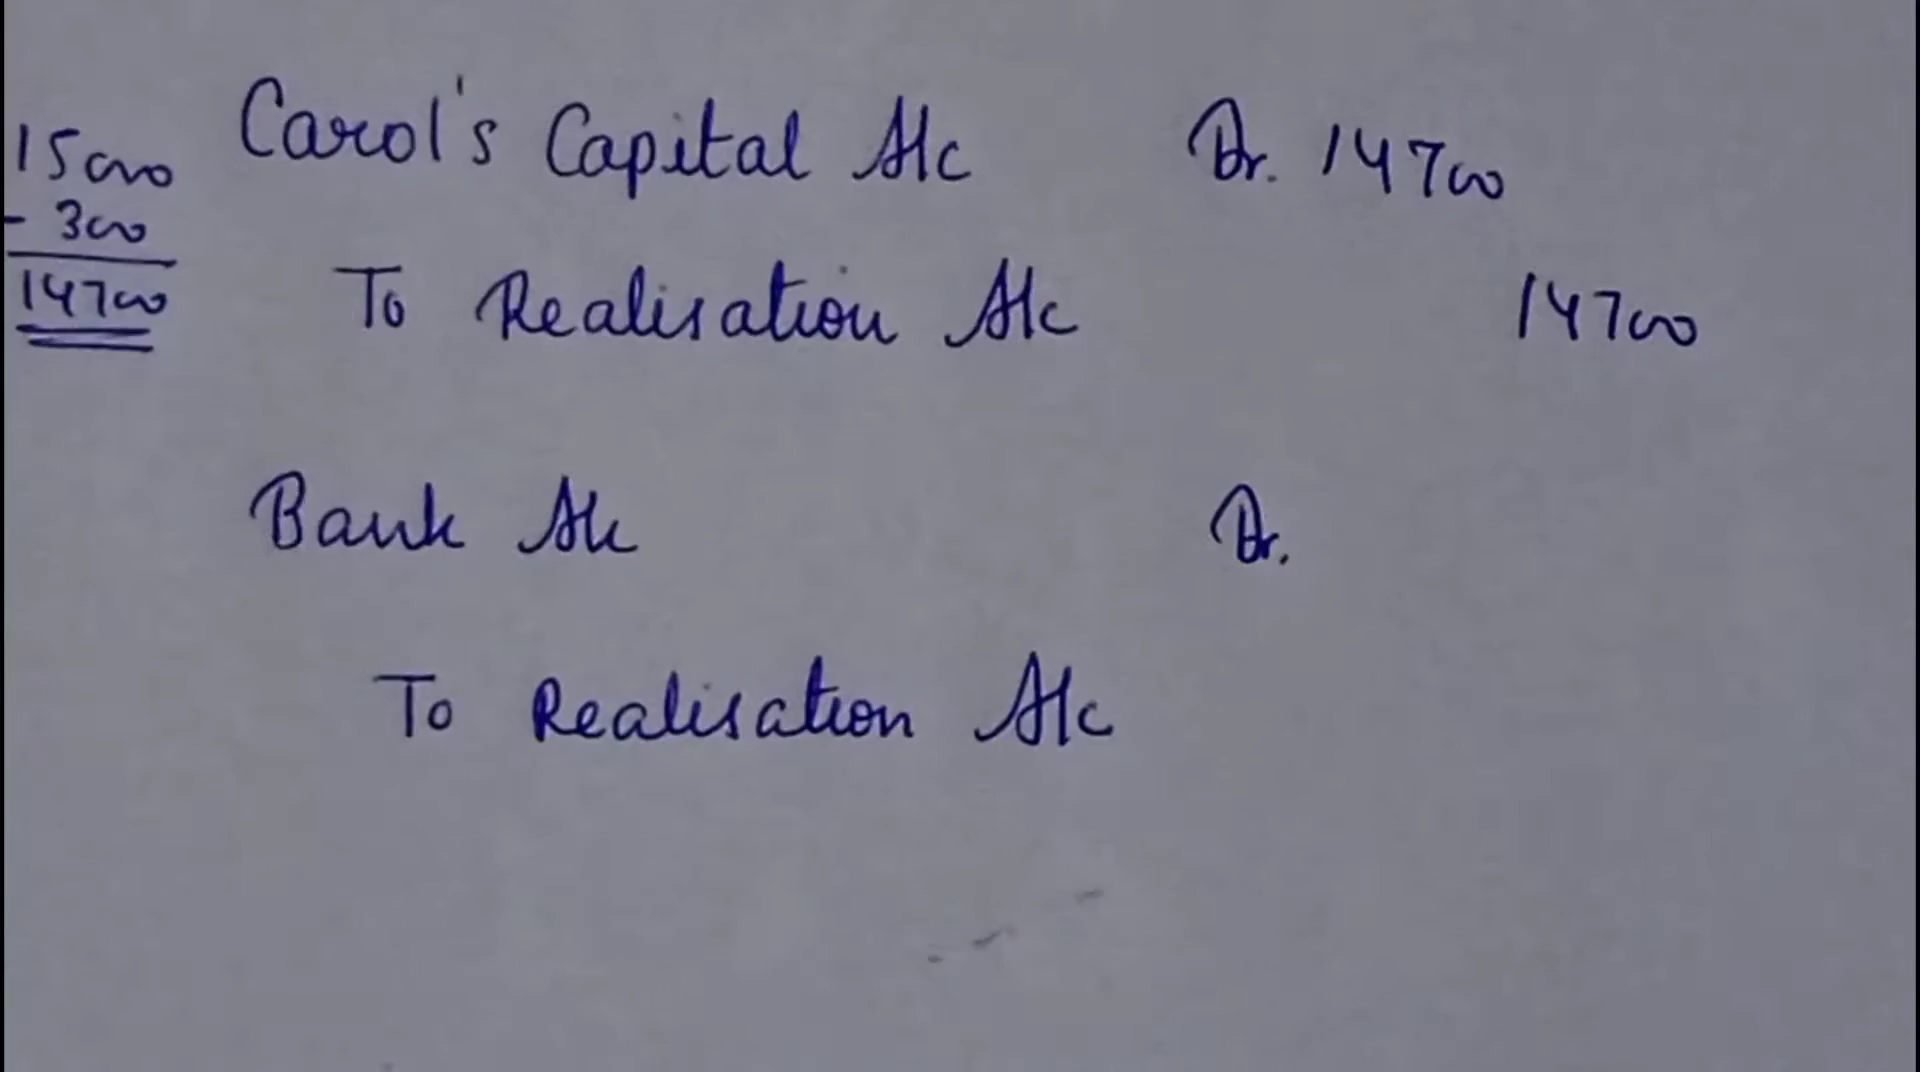 15000
- 300
14700
Carol's Capital A/c Dr. 14700
To Realisation A/c 14700
Bank A/c Dr.
To Realisation A/c